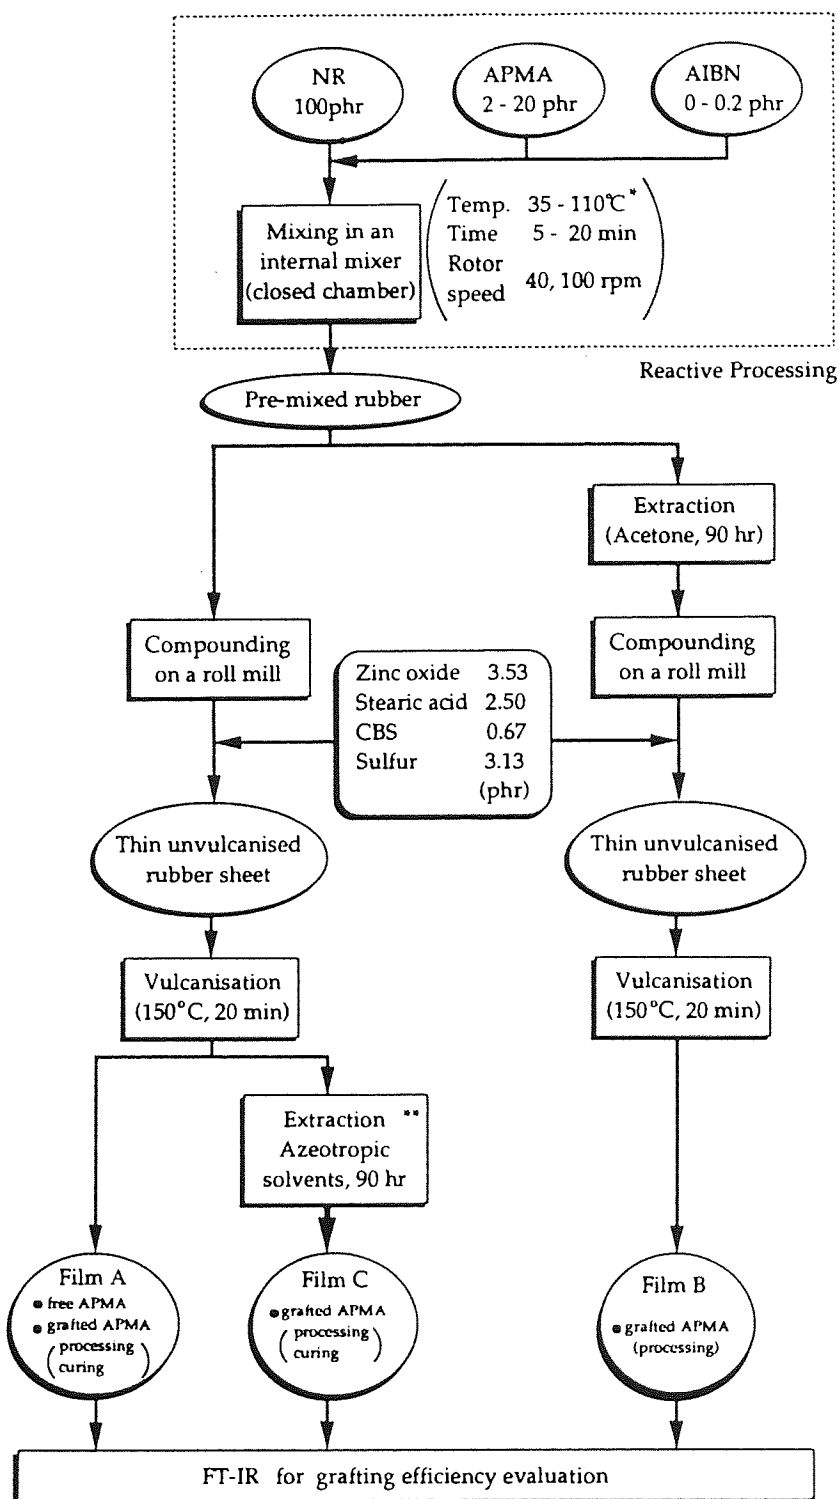 NR
100phr
APMA
2 - 20 phr
AIBN
0 - 0.2 phr
Mixing in an
internal mixer
(closed chamber)
Temp. 35 - 110℃ *
Time 5 - 20 min
Rotor
speed 40, 100 rpm
Reactive Processing
Pre-mixed rubber
Extraction
(Acetone, 90 hr)
Compounding
on a roll mill
Zinc oxide 3.53
Stearic acid 2.50
CBS 0.67
Sulfur 3.13
(phr)
Compounding
on a roll mill
Thin unvulcanised
rubber sheet
Thin unvulcanised
rubber sheet
Vulcanisation
(150°C, 20 min)
Vulcanisation
(150°C, 20 min)
Extraction **
Azeotropic
solvents, 90 hr
Film A
• free APMA
• grafted APMA
( processing
curing )
Film C
• grafted APMA
( processing
curing )
Film B
• grafted APMA
(processing)
FT-IR for grafting efficiency evaluation